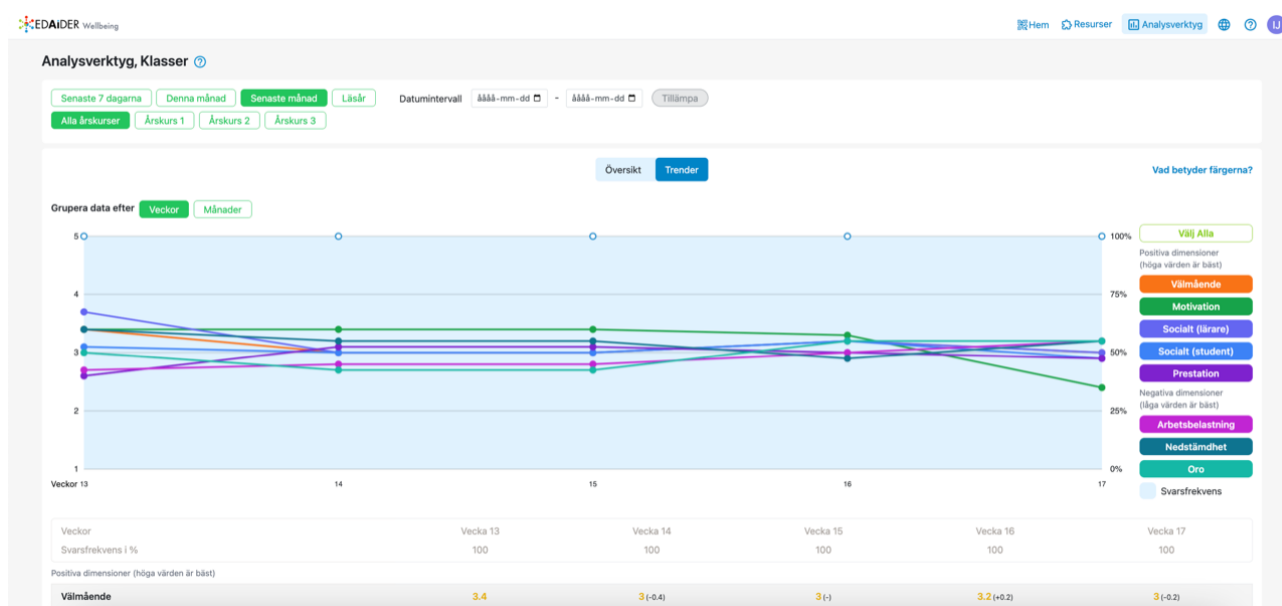 EDAiDER Wellbeing
Hem Resurser Analysverktyg IJ
Analysverktyg, Klasser
Senaste 7 dagarna Denna månad Senaste månad Läsår Datumintervall åååå-mm-dd - åååå-mm-dd Tillämpa
Alla årskurser Årskurs 1 Årskurs 2 Årskurs 3
Översikt Trender Vad betyder färgerna?
Grupera data efter Veckor Månader
5 100%
4 75%
3 50%
2 25%
1 0%
Veckor 13 14 15 16 17
Välj Alla
Positiva dimensioner
(höga värden är bäst)
Välmående
Motivation
Socialt (lärare)
Socialt (student)
Prestation
Negativa dimensioner
(låga värden är bäst)
Arbetsbelastning
Nedstämdhet
Oro
Svarsfrekvens
Veckor Vecka 13 Vecka 14 Vecka 15 Vecka 16 Vecka 17
Svarsfrekvens i % 100 100 100 100 100
Positiva dimensioner (höga värden är bäst)
Välmående 3.4 3 (-0.4) 3 (-) 3.2 (+0.2) 3 (-0.2)